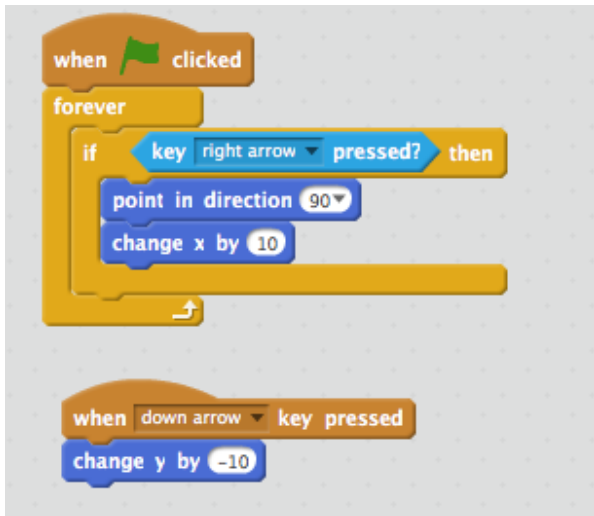 when clicked
forever
if key right arrow pressed? then
point in direction 90
change x by 10
when down arrow key pressed
change y by -10